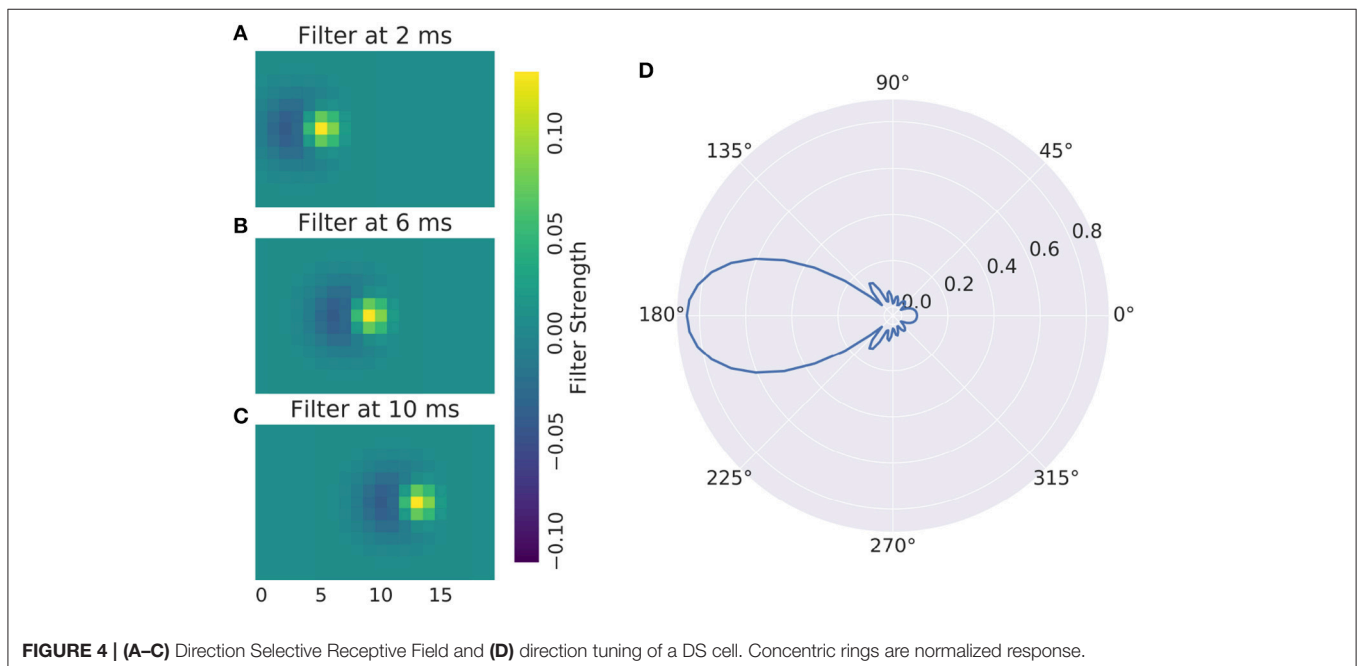 A
Filter at 2 ms
B
Filter at 6 ms
C
Filter at 10 ms
0 5 10 15
0.10
0.05
0.00
−0.05
−0.10
Filter Strength
D
90°
135° 45°
0.8
0.6
0.4
0.2
0.0
180° 0°
225° 315°
270°
FIGURE 4 | (A–C) Direction Selective Receptive Field and (D) direction tuning of a DS cell. Concentric rings are normalized response.